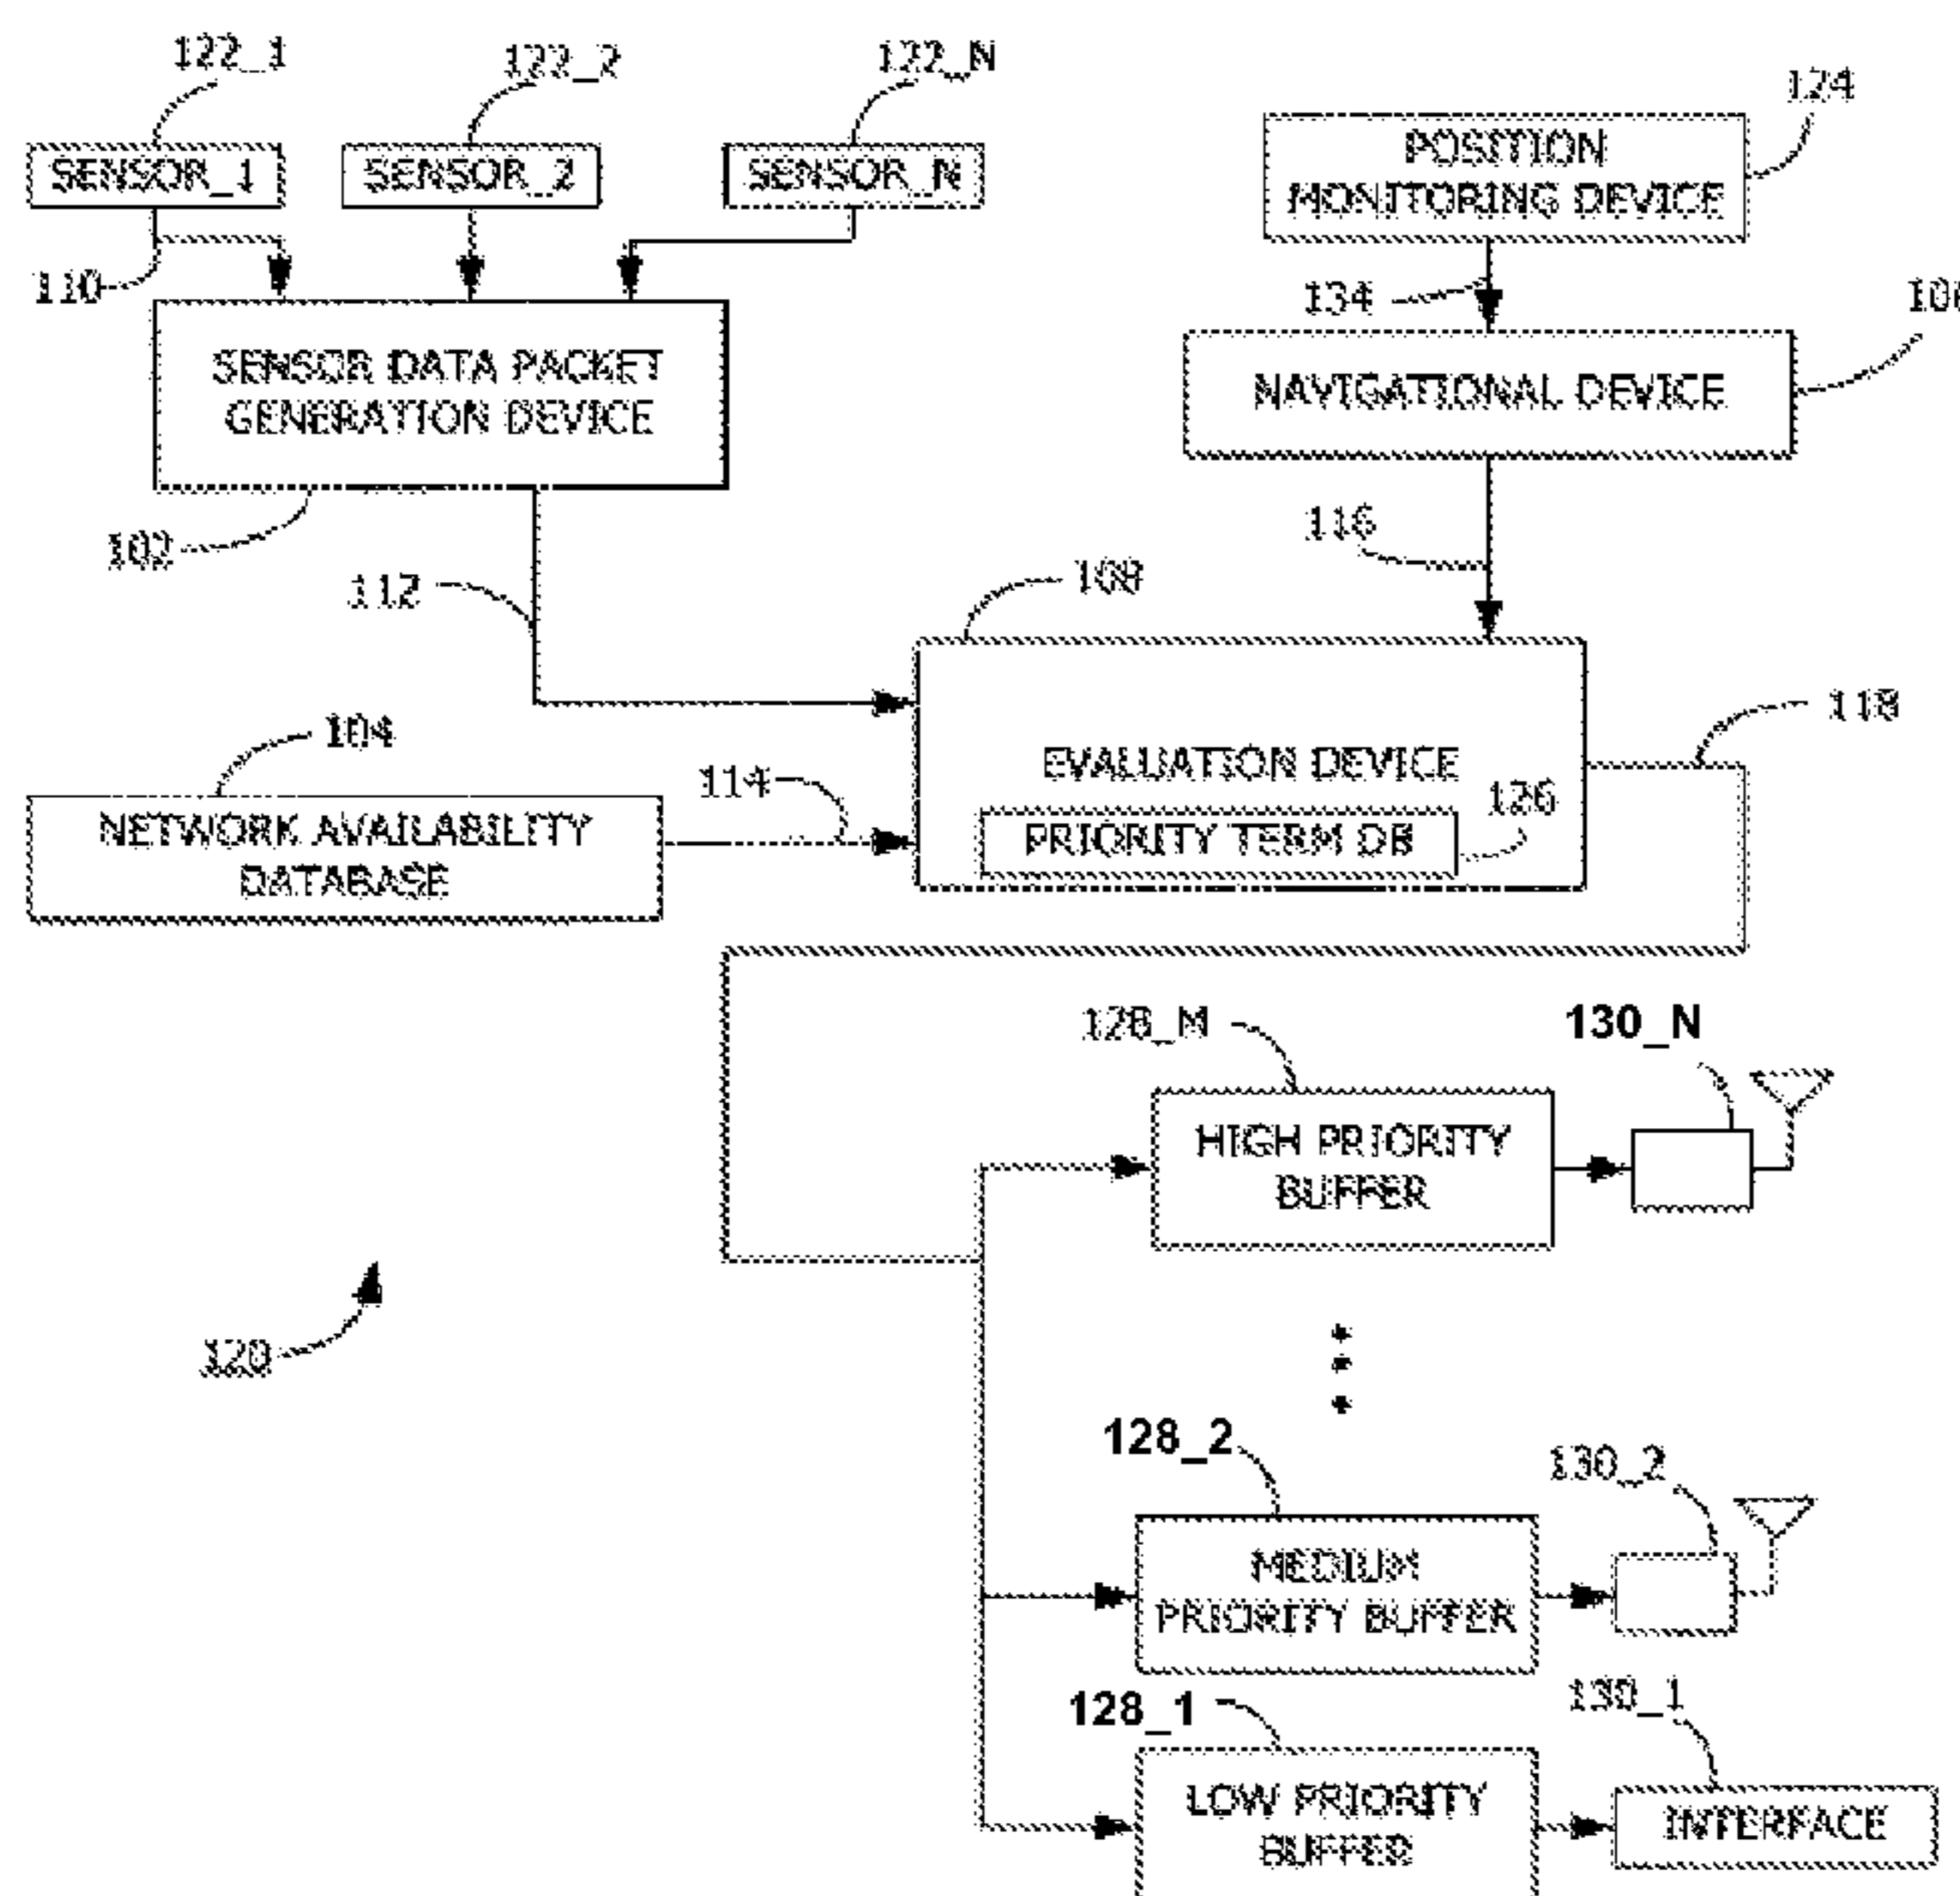 122_1
122_2
122_N
124
SENSOR_1
SENSOR_2
SENSOR_N
POSITION
MONITORING DEVICE
110
134
SENSOR DATA PACKET
GENERATION DEVICE
NAVIGATIONAL DEVICE
102
112
116
108
118
104
114
EVALUATION DEVICE
126
NETWORK AVAILABILITY
DATABASE
PRIORITY TERM DB
128_M
130_N
HIGH PRIORITY
BUFFER
120
128_2
130_2
MEDIUM
PRIORITY BUFFER
128_1
130_1
LOW PRIORITY
BUFFER
INTERFACE